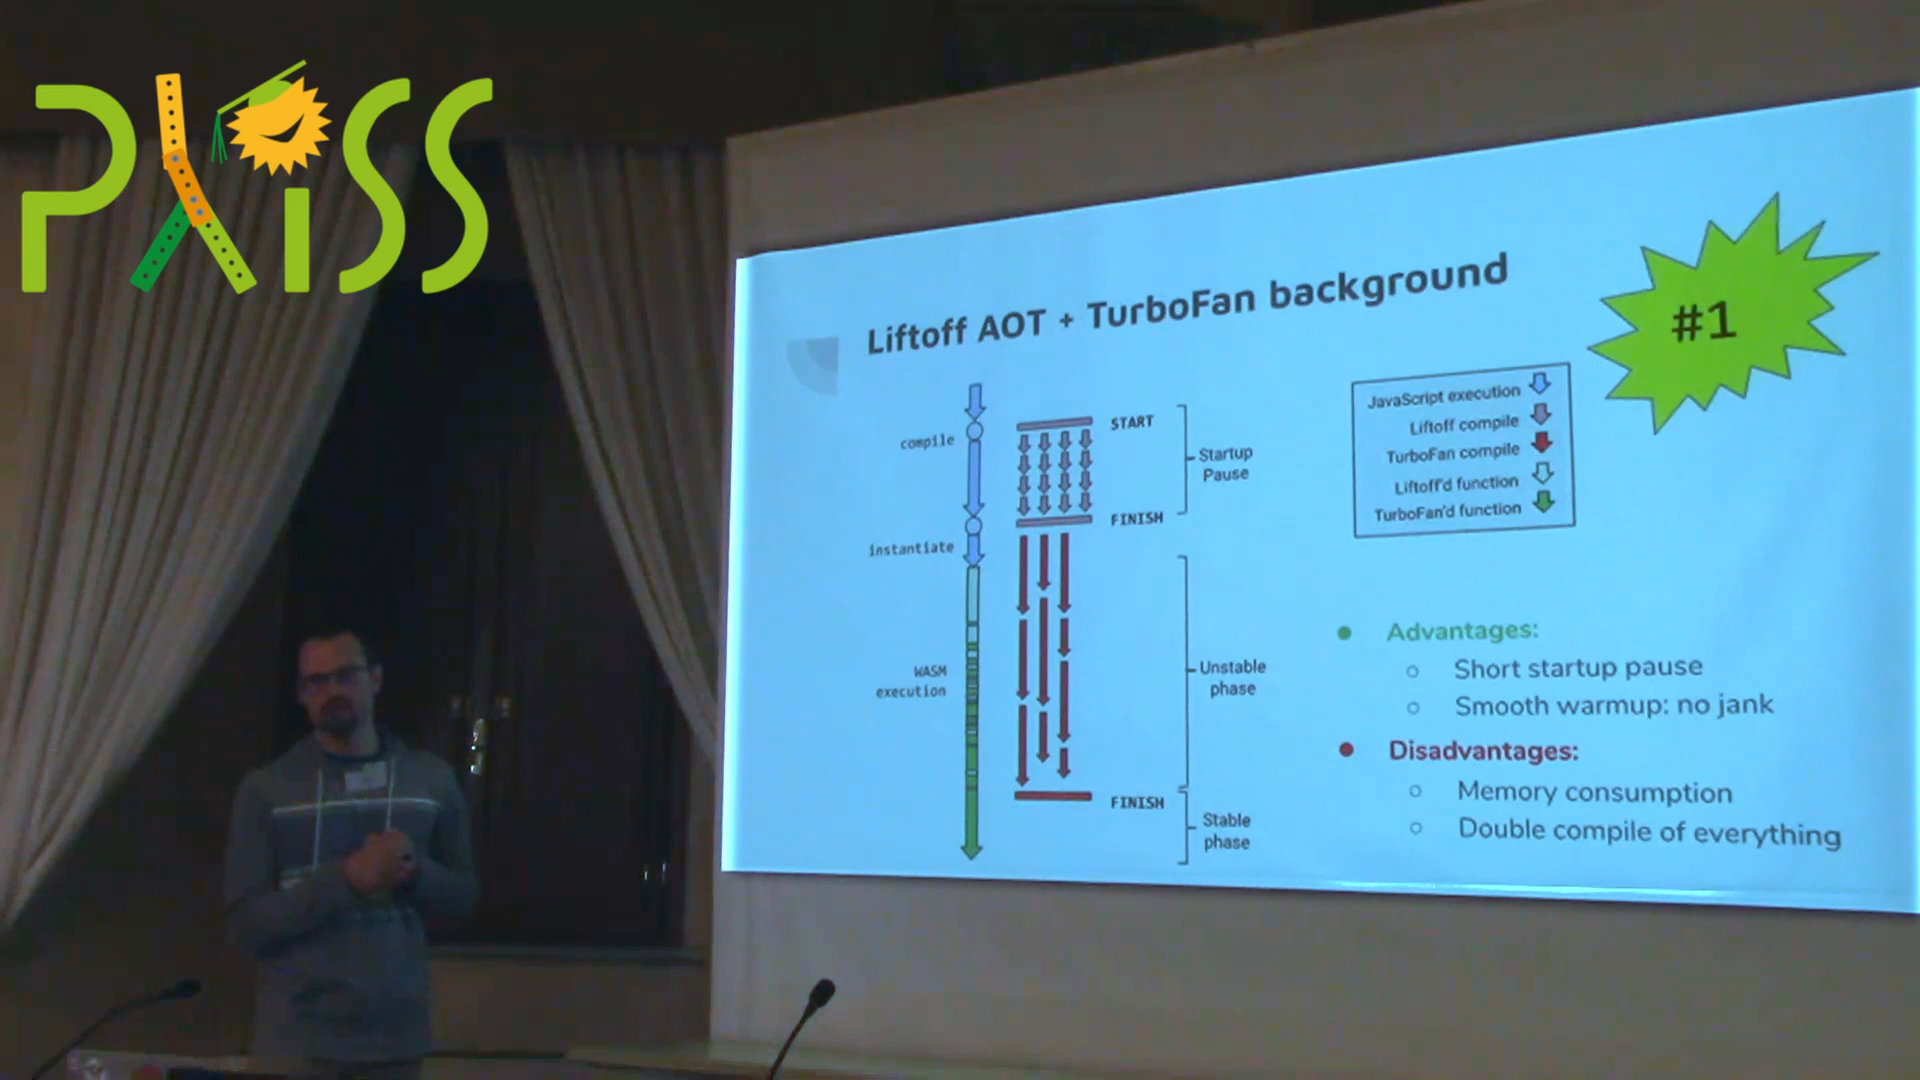 PLISS
Liftoff AOT + TurboFan background
#1
compile
instantiate
WASM
execution
START
FINISH
FINISH
Startup
Pause
Unstable
phase
Stable
phase
JavaScript execution
Liftoff compile
TurboFan compile
Liftoff'd function
TurboFan'd function
Advantages:
Short startup pause
Smooth warmup: no jank
Disadvantages:
Memory consumption
Double compile of everything